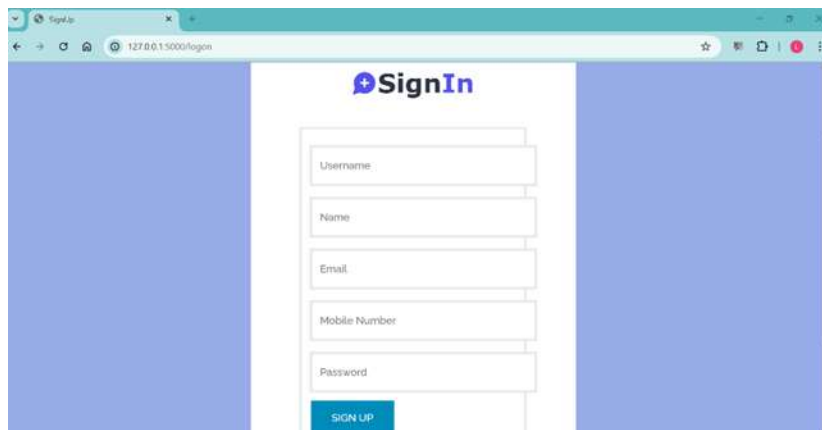 SignUp
127.0.0.1:5000/logon
SignIn
Username
Name
Email
Mobile Number
Password
SIGN UP